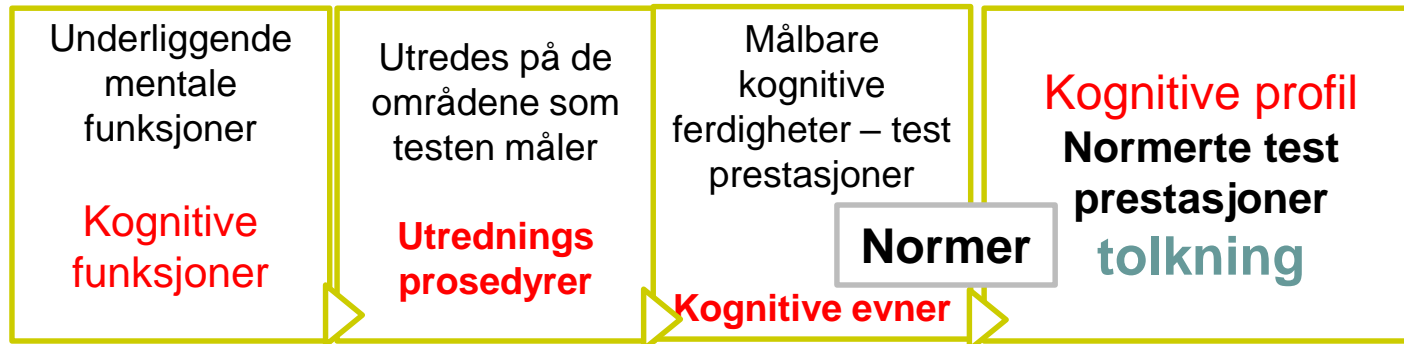 Underliggende
mentale
funksjoner
Kognitive
funksjoner
Utredes på de
områdene som
testen måler
Utrednings
prosedyrer
Målbare
kognitive
ferdigheter – test
prestasjoner
Kognitive evner
Normer
Kognitive profil
Normerte test
prestasjoner
tolkning